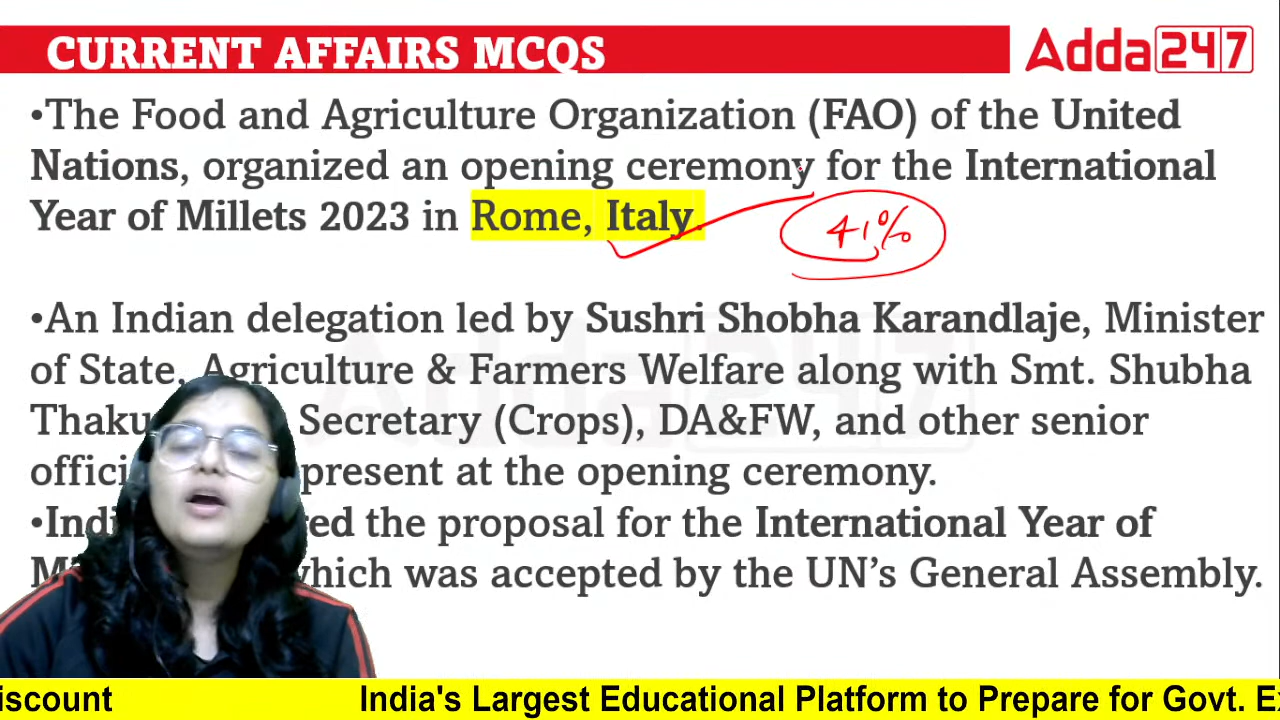 CURRENT AFFAIRS MCQS
Adda247
•The Food and Agriculture Organization (FAO) of the United
Nations, organized an opening ceremony for the International
Year of Millets 2023 in Rome, Italy.
41%
•An Indian delegation led by Sushri Shobha Karandlaje, Minister
of State, Agriculture & Farmers Welfare along with Smt. Shubha
Secretary (Crops), DA&FW, and other senior
present at the opening ceremony.
the proposal for the International Year of
which was accepted by the UN's General Assembly.
India's Largest Educational Platform to Prepare for Govt.